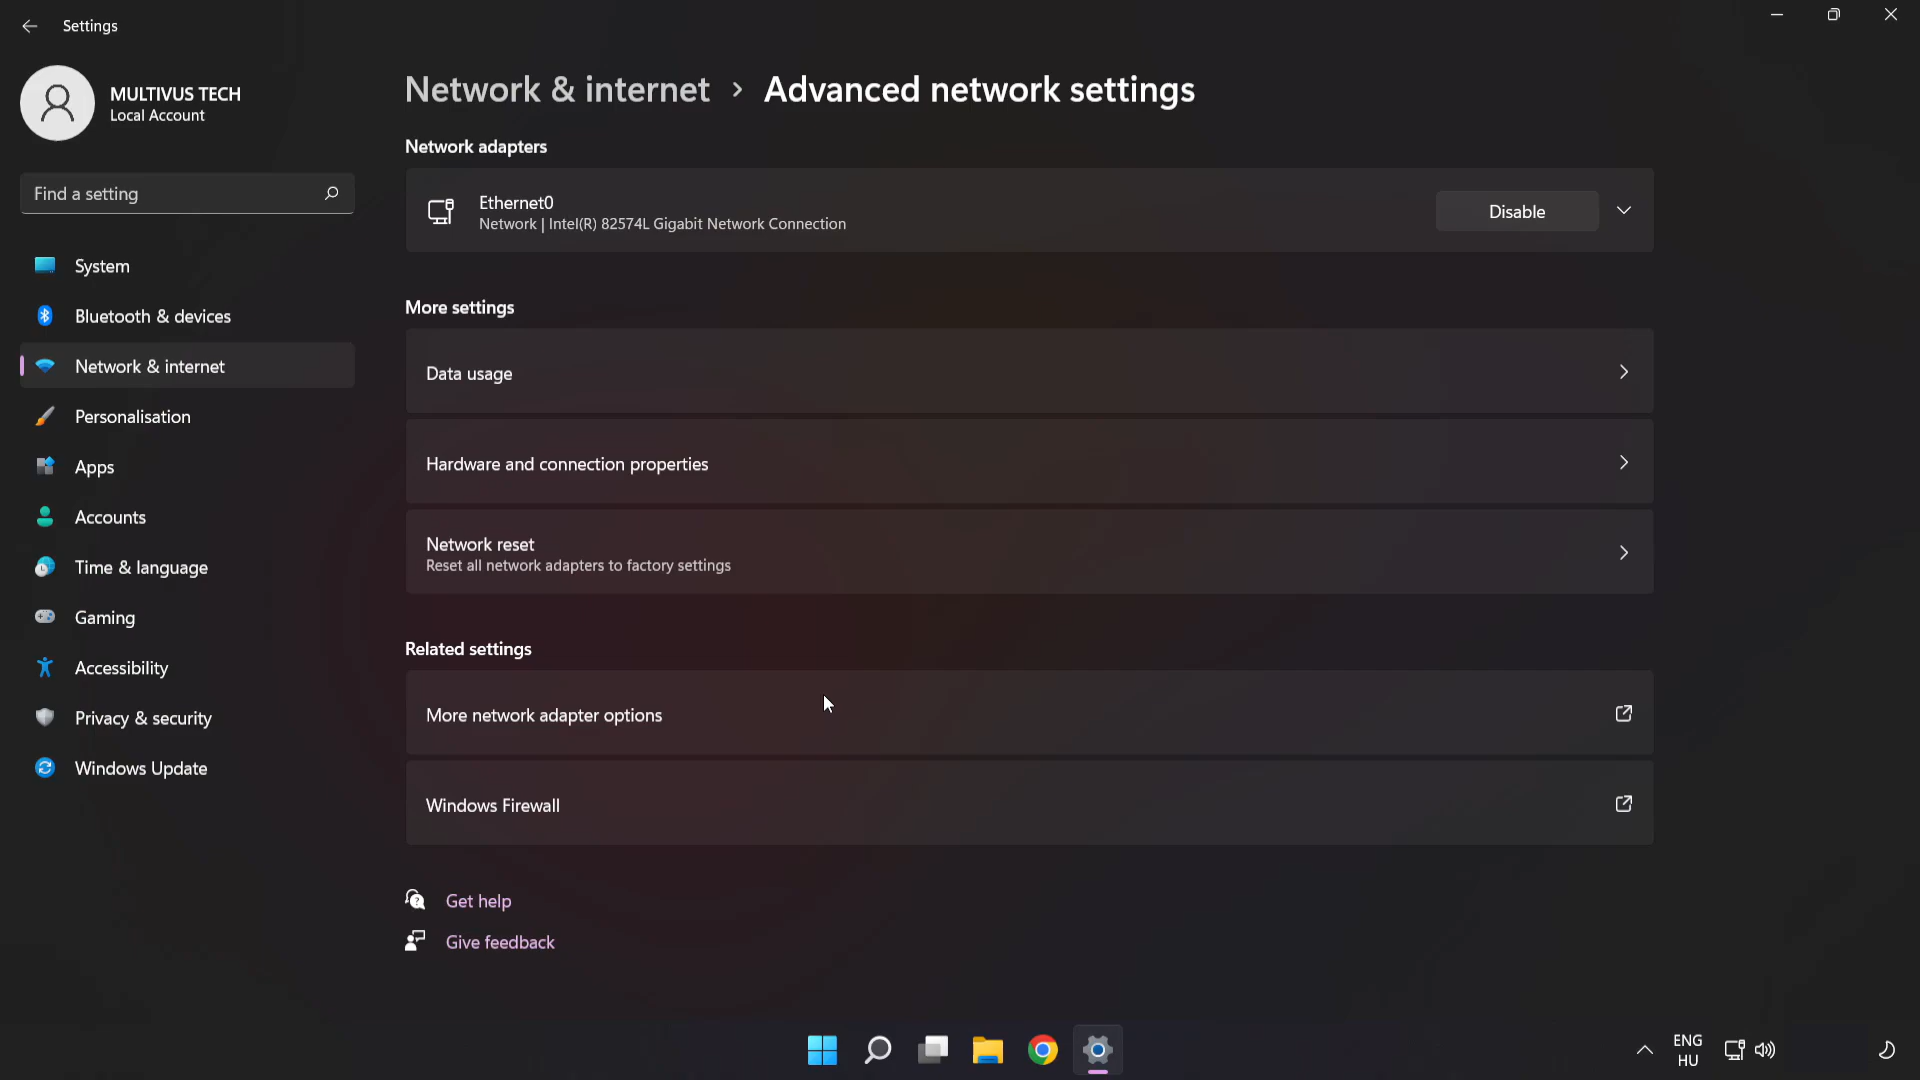 Settings
MULTIVUS TECH
Local Account
Find a setting
System
Bluetooth & devices
Network & internet
Personalisation
Apps
Accounts
Time & language
Gaming
Accessibility
Privacy & security
Windows Update
Network & internet > Advanced network settings
Network adapters
Ethernet0
Network | Intel(R) 82574L Gigabit Network Connection
Disable
More settings
Data usage
Hardware and connection properties
Network reset
Reset all network adapters to factory settings
Related settings
More network adapter options
Windows Firewall
Get help
Give feedback
ENG
HU